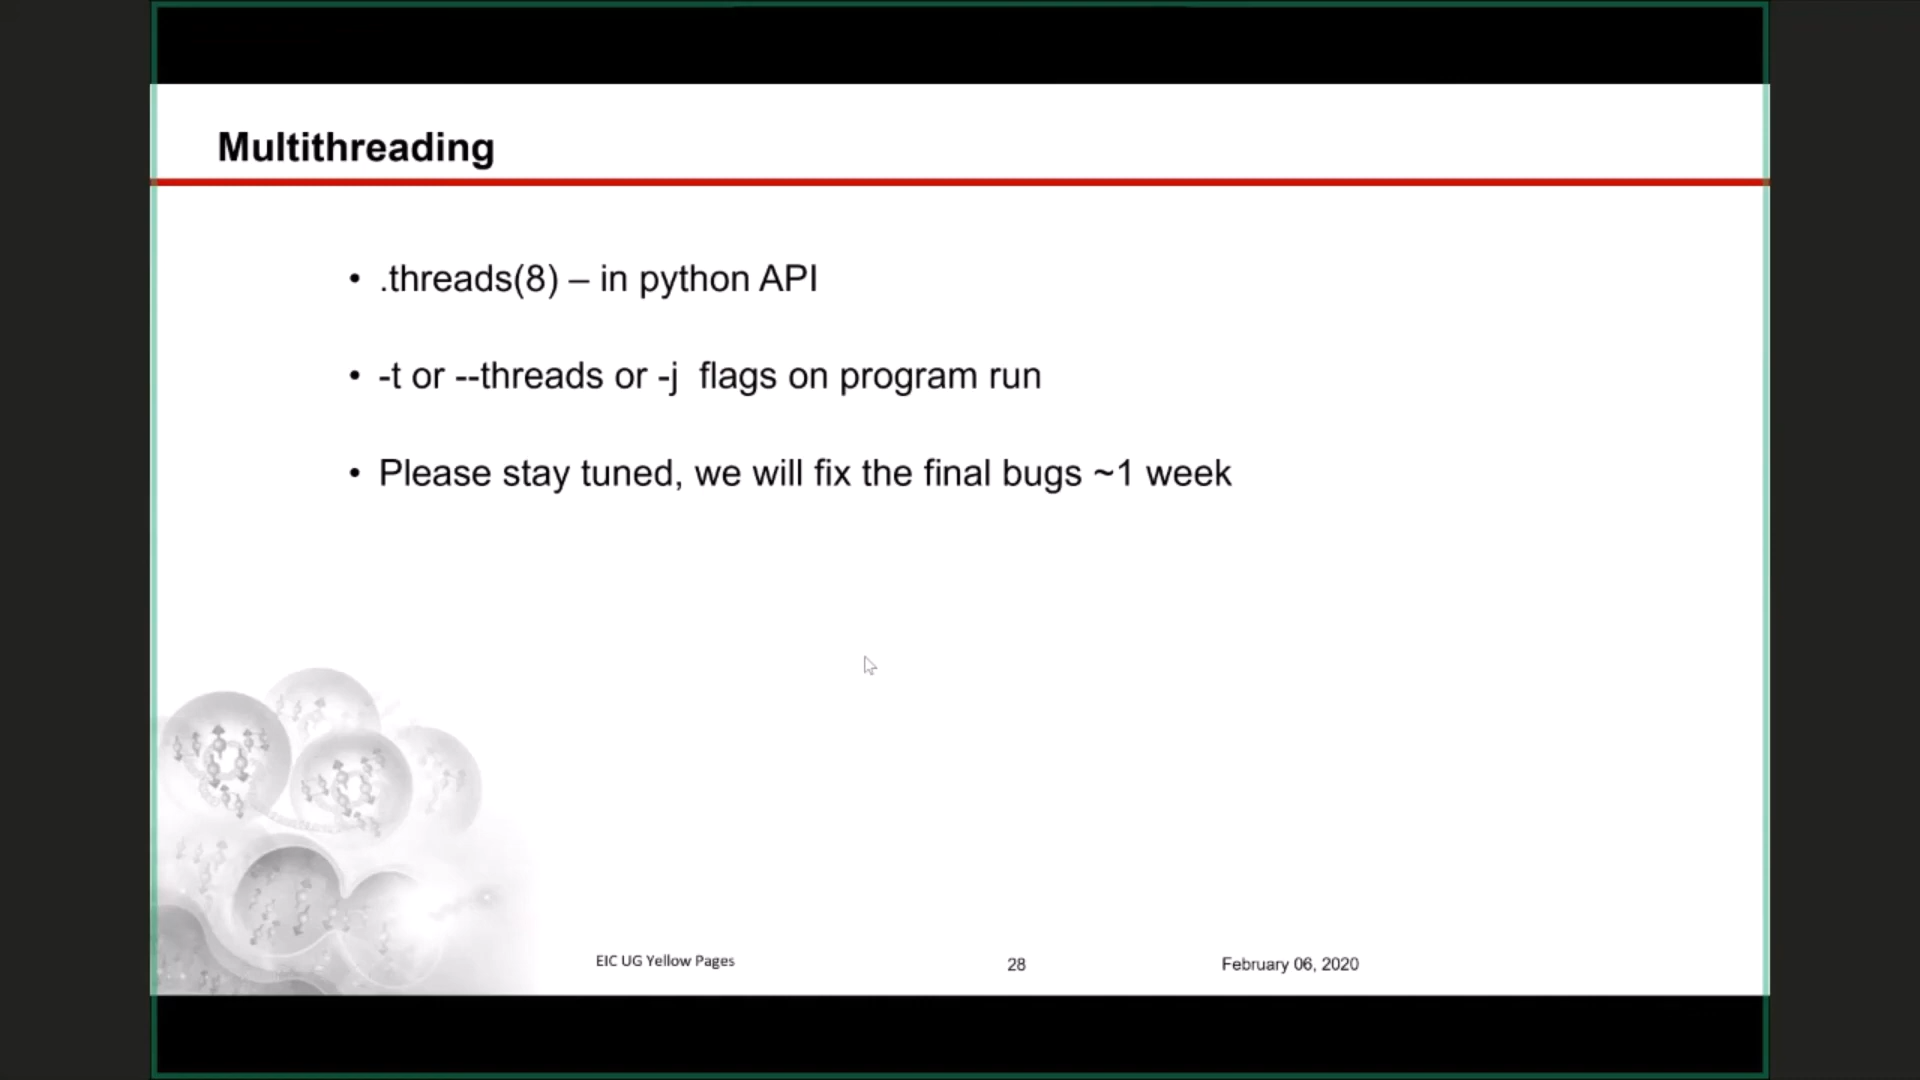 Multithreading
• .threads(8) – in python API
• -t or --threads or -j  flags on program run
• Please stay tuned, we will fix the final bugs ~1 week
EIC UG Yellow Pages
28
February 06, 2020